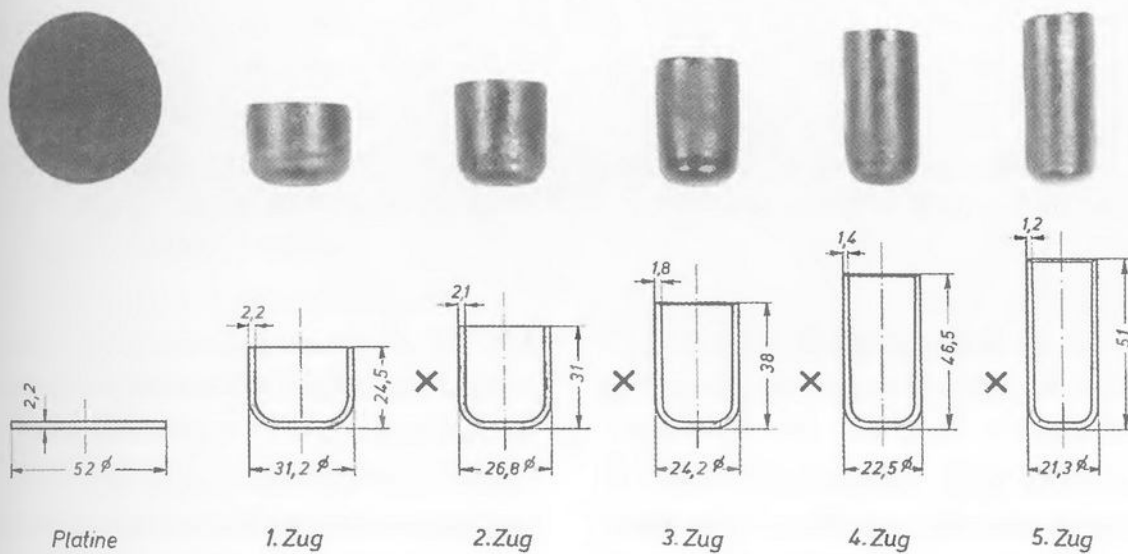 2,2
52 ⌀
Platine
2,2
24,5
31,2 ⌀
1. Zug
2,1
31
26,8 ⌀
2. Zug
1,8
38
24,2 ⌀
3. Zug
1,4
46,5
22,5 ⌀
4. Zug
1,2
51
21,3 ⌀
5. Zug